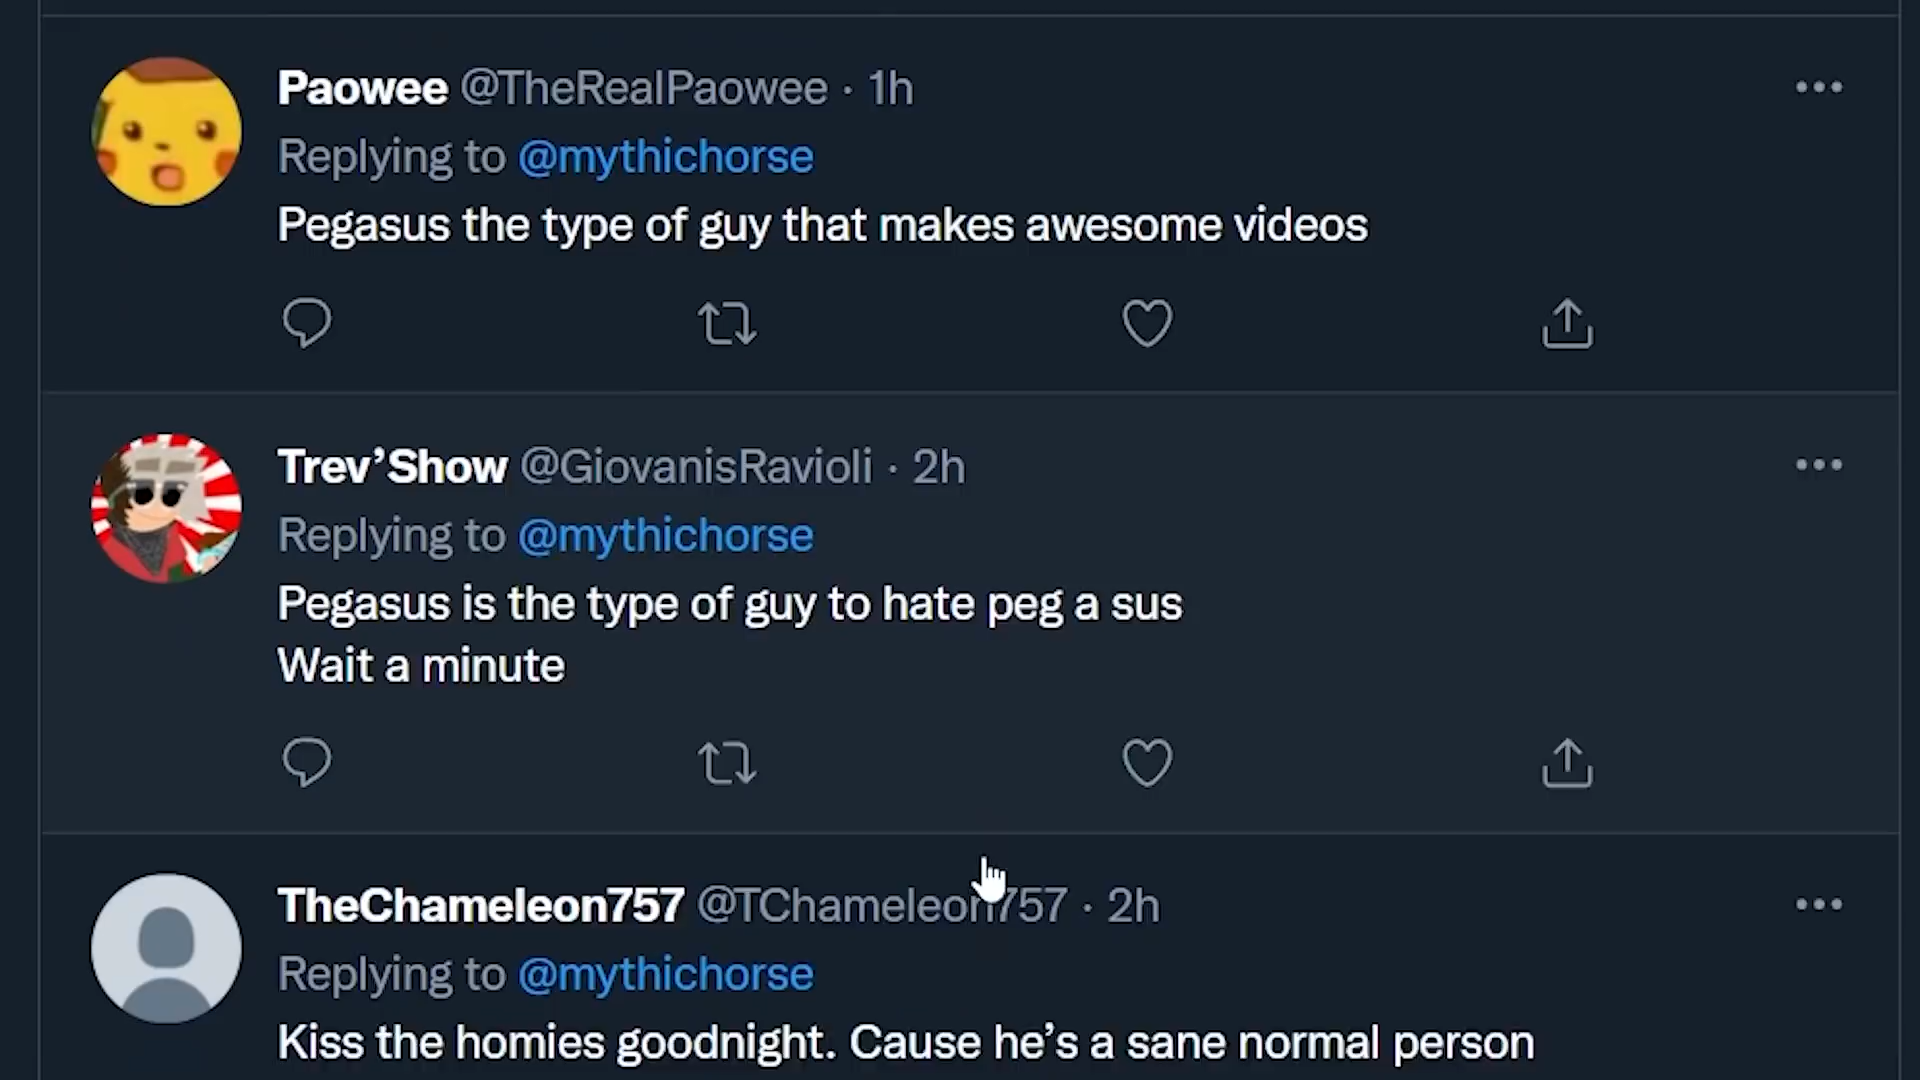 Paowee @TheRealPaowee · 1h
Replying to @mythichorse
Pegasus the type of guy that makes awesome videos
Trev’Show @GiovanisRavioli · 2h
Replying to @mythichorse
Pegasus is the type of guy to hate peg a sus
Wait a minute
TheChameleon757 @TChameleon757 · 2h
Replying to @mythichorse
Kiss the homies goodnight. Cause he’s a sane normal person